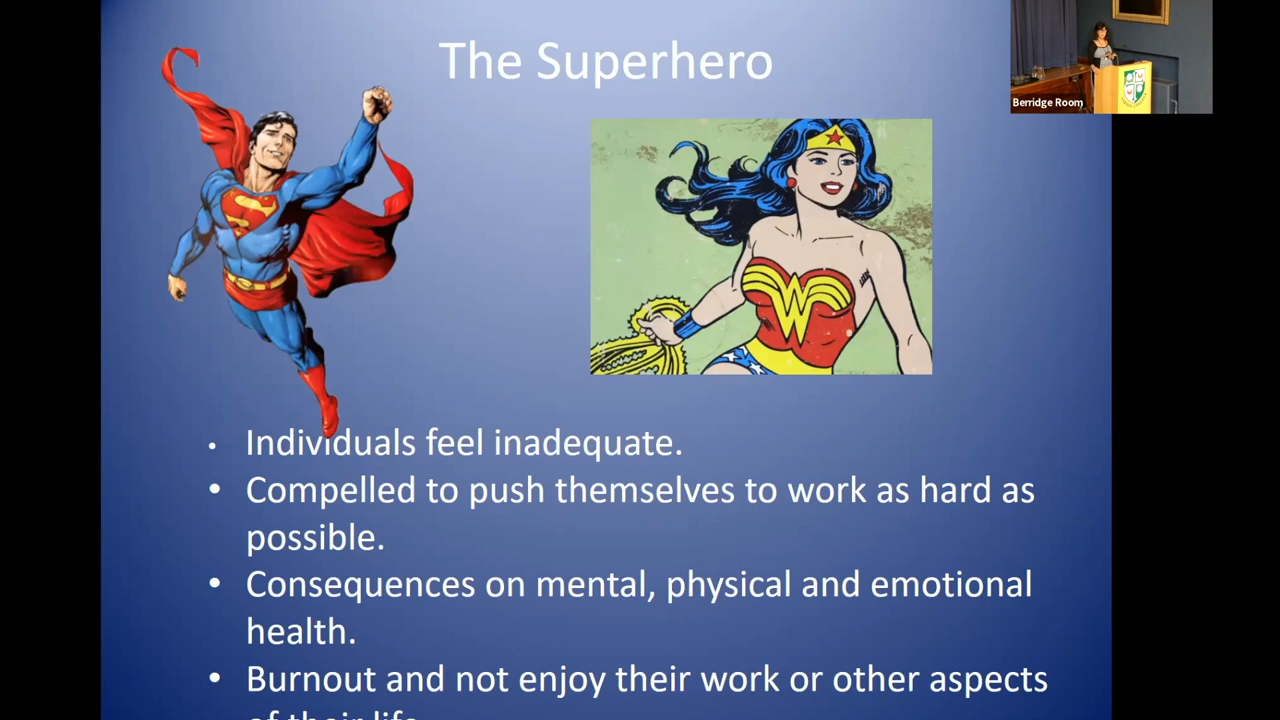 The Superhero
Berridge Room
• Individuals feel inadequate.
• Compelled to push themselves to work as hard as
possible.
• Consequences on mental, physical and emotional
health.
• Burnout and not enjoy their work or other aspects
of their life